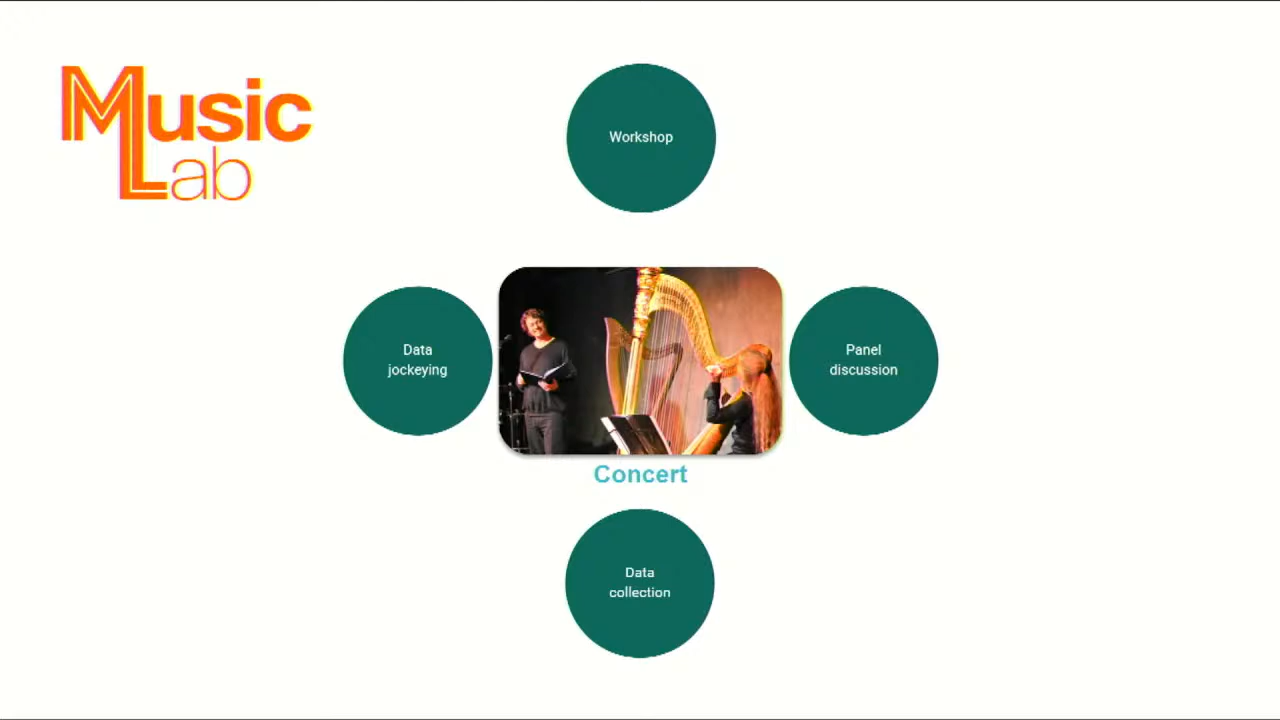 Music
Lab
Workshop
Data
jockeying
Panel
discussion
Concert
Data
collection